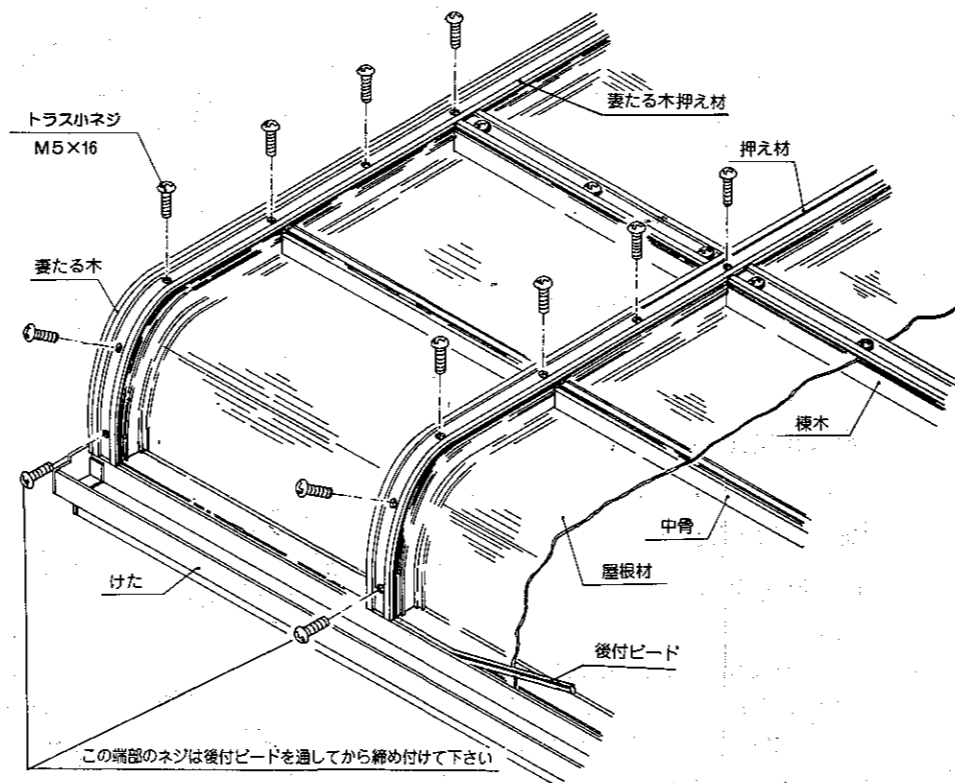 妻たる木押え材
トラス小ネジ
M5×16
押え材
妻たる木
棟木
中骨
屋根材
けた
後付ビード
この端部のネジは後付ビードを通してから締め付けて下さい